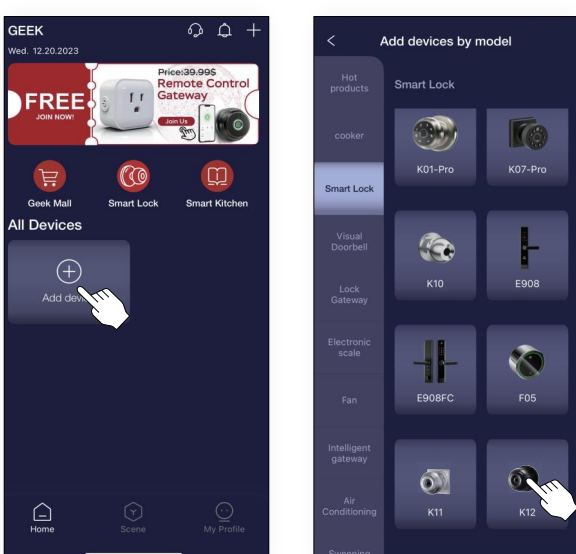 GEEK
Wed. 12.20.2023
FREE
JOIN NOW!
Price:39.99$
Remote Control
Gateway
Join Us
Geek Mall
Smart Lock
Smart Kitchen
All Devices
Home
Scene
My Profile
Add devices by model
Hot
products
cooker
Smart Lock
Visual
Doorbell
Lock
Gateway
Electronic
scale
Fan
Intelligent
gateway
Air
Conditioning
Smart Lock
K01-Pro
K07-Pro
K10
E908
E908FC
F05
K11
K12